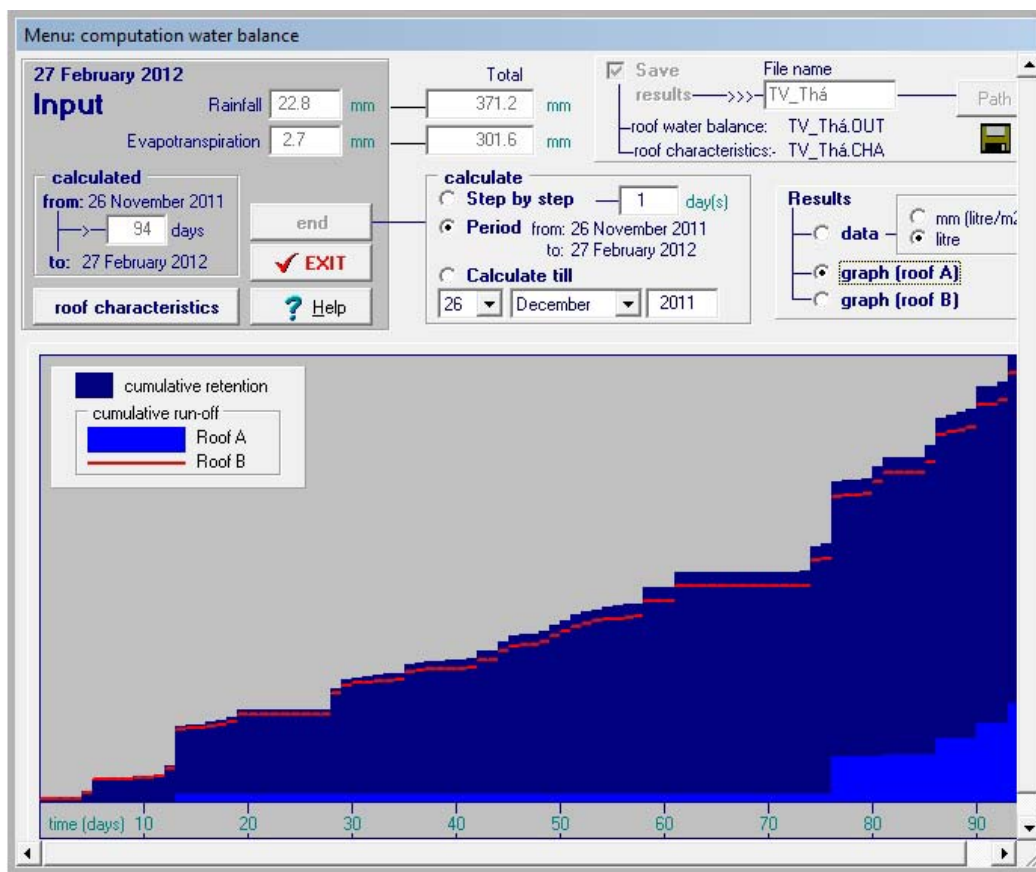 Menu: computation water balance
27 February 2012
Input
Rainfall 22.8 mm
Evapotranspiration 2.7 mm
Total
371.2 mm
301.6 mm
Save results >>>
File name
TV_Thá
Path
roof water balance: TV_Thá.OUT
roof characteristics:- TV_Thá.CHA
calculated
from: 26 November 2011
94 days
to: 27 February 2012
end
EXIT
roof characteristics
? Help
calculate
Step by step 1 day(s)
Period from: 26 November 2011
to: 27 February 2012
Calculate till
26 December 2011
Results
data
mm (litre/m2
litre
graph (roof A)
graph (roof B)
cumulative retention
cumulative run-off
Roof A
Roof B
time (days) 10 20 30 40 50 60 70 80 90